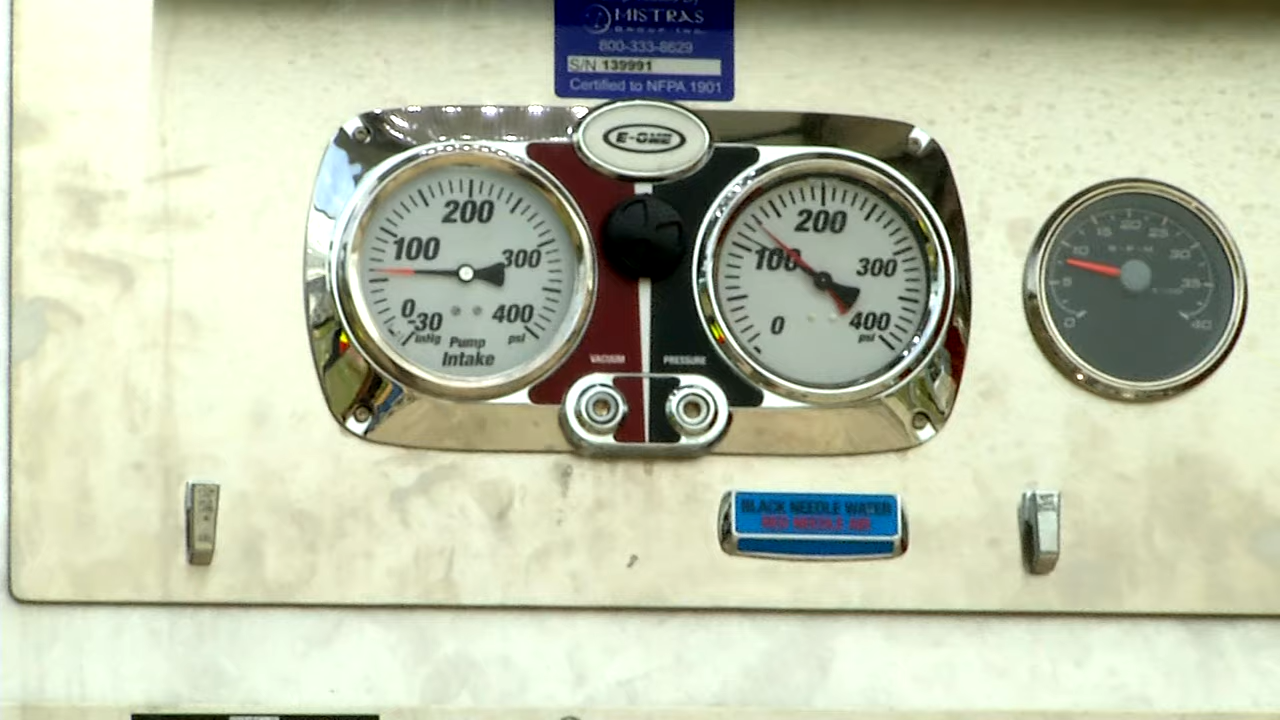 MISTRAS
Group Inc.
800-333-8629
S/N 139991
Certified to NFPA 1901
E-ONE
200
100
300
0
-30
400
inHg
psi
Pump
Intake
200
100
300
0
400
psi
VACUUM
PRESSURE
20
15
25
10
R-P-M
30
5
35
0
40
BLACK NEEDLE WATER
RED NEEDLE AIR